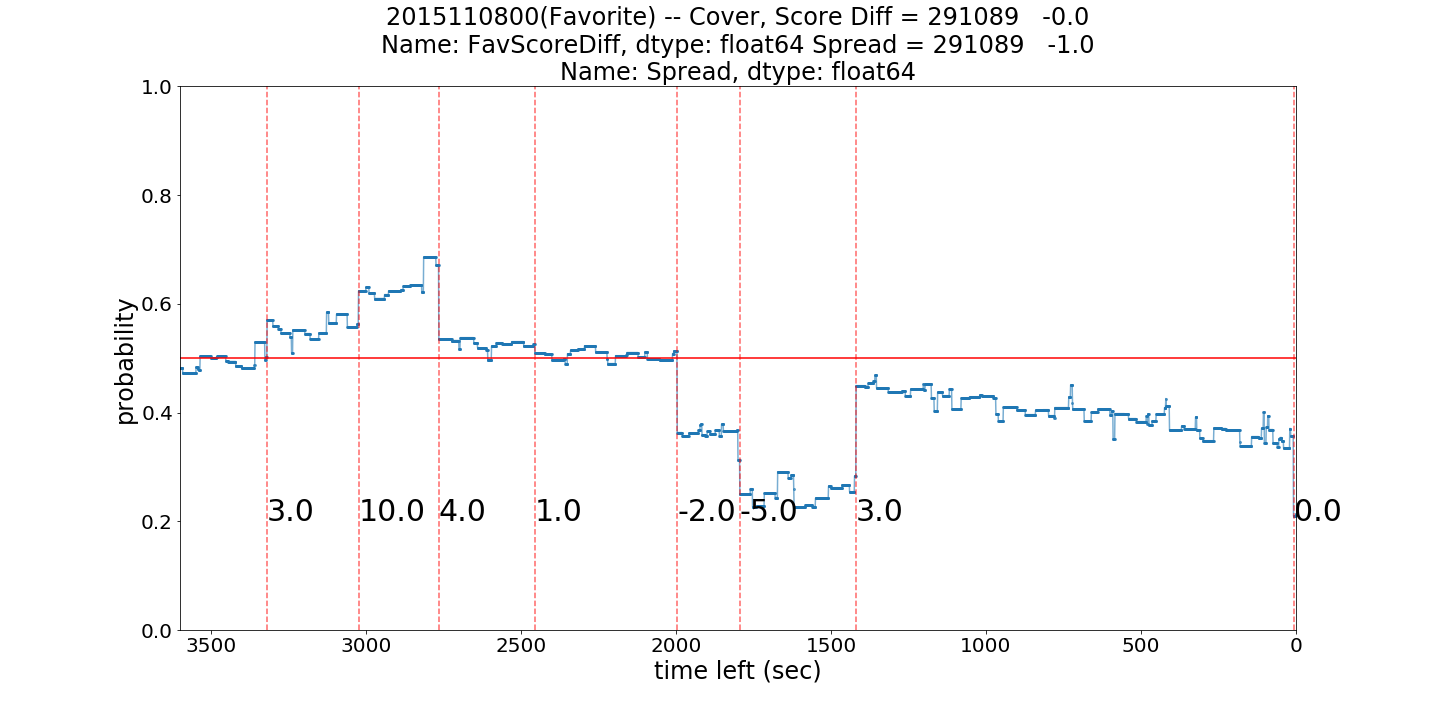 2015110800(Favorite) -- Cover, Score Diff = 291089   -0.0
Name: FavScoreDiff, dtype: float64 Spread = 291089   -1.0
Name: Spread, dtype: float64
1.0
0.8
0.6
0.4
0.2
0.0
probability
3.0 10.0 4.0 1.0 -2.0 -5.0 3.0 0.0
3500 3000 2500 2000 1500 1000 500 0
time left (sec)